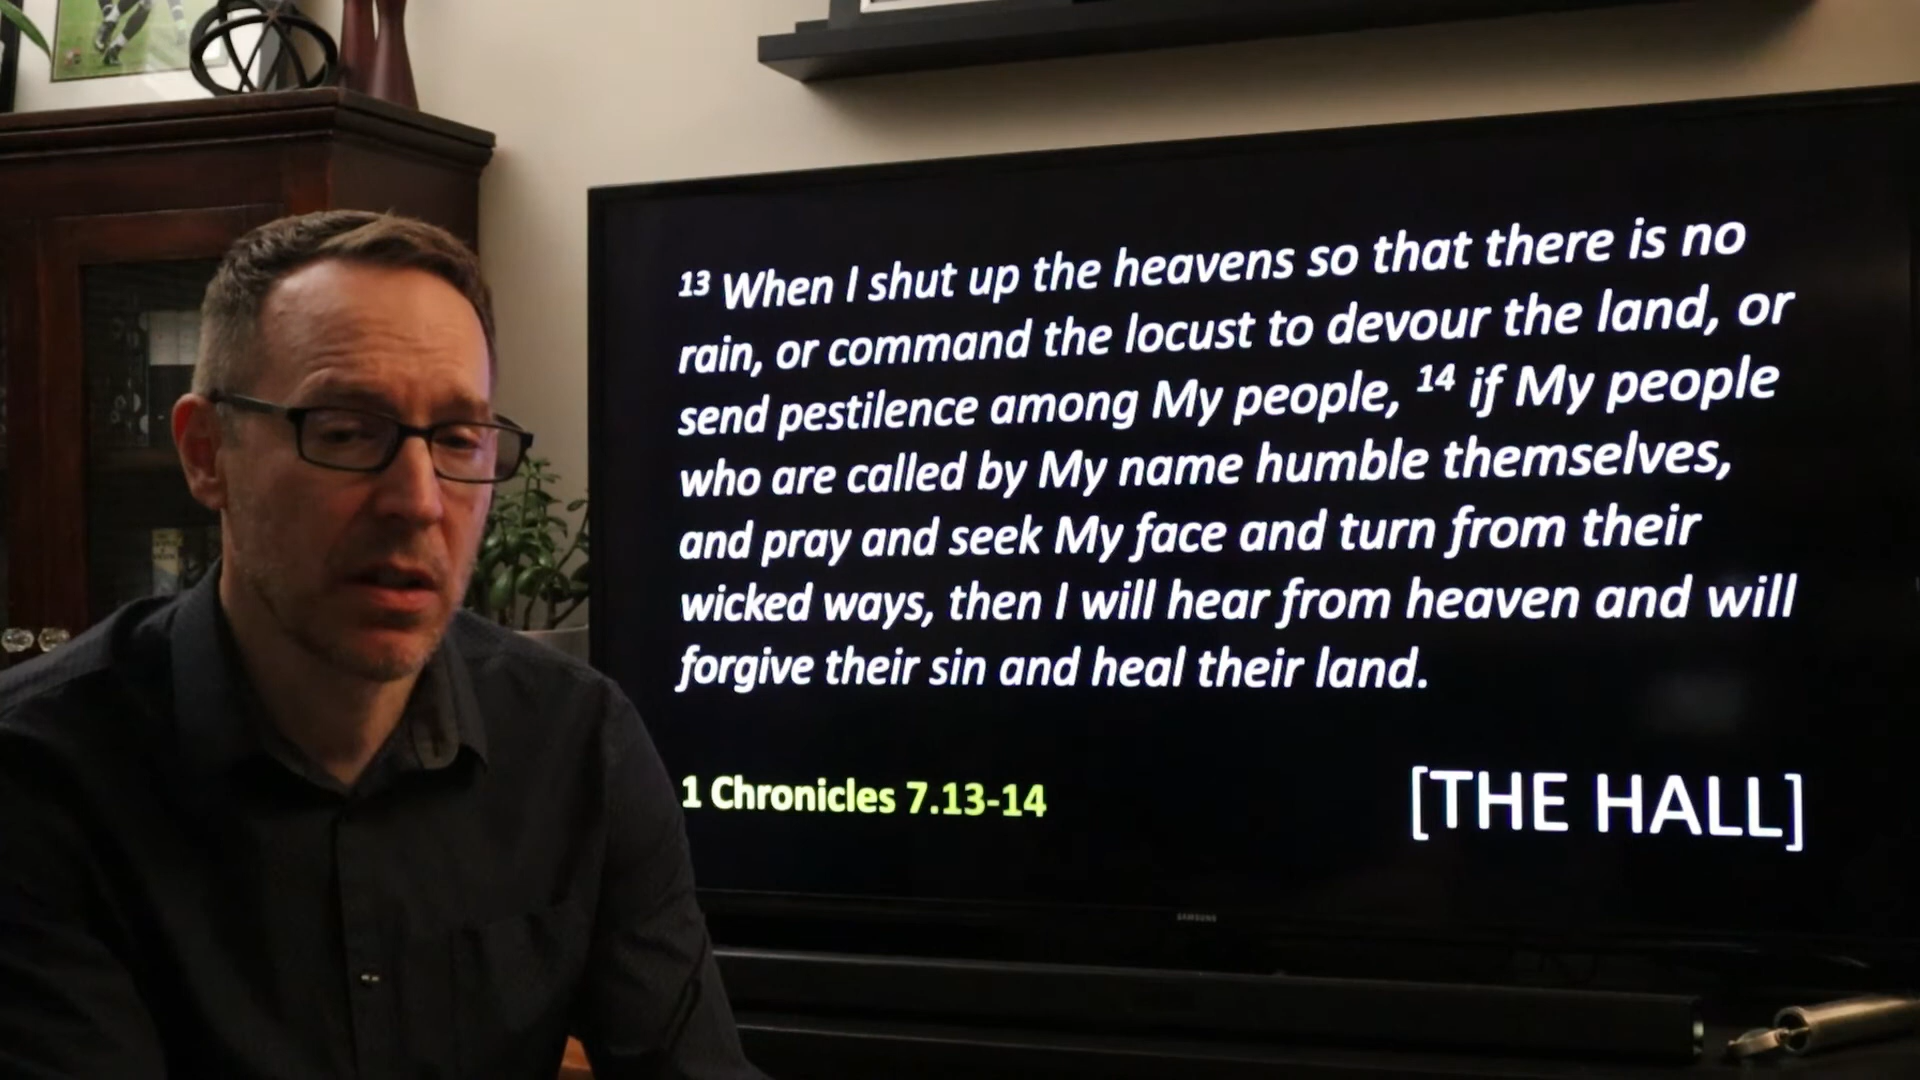 13 When I shut up the heavens so that there is no
rain, or command the locust to devour the land, or
send pestilence among My people, 14 if My people
who are called by My name humble themselves,
and pray and seek My face and turn from their
wicked ways, then I will hear from heaven and will
forgive their sin and heal their land.
1 Chronicles 7.13-14
[THE HALL]
SAMSUNG